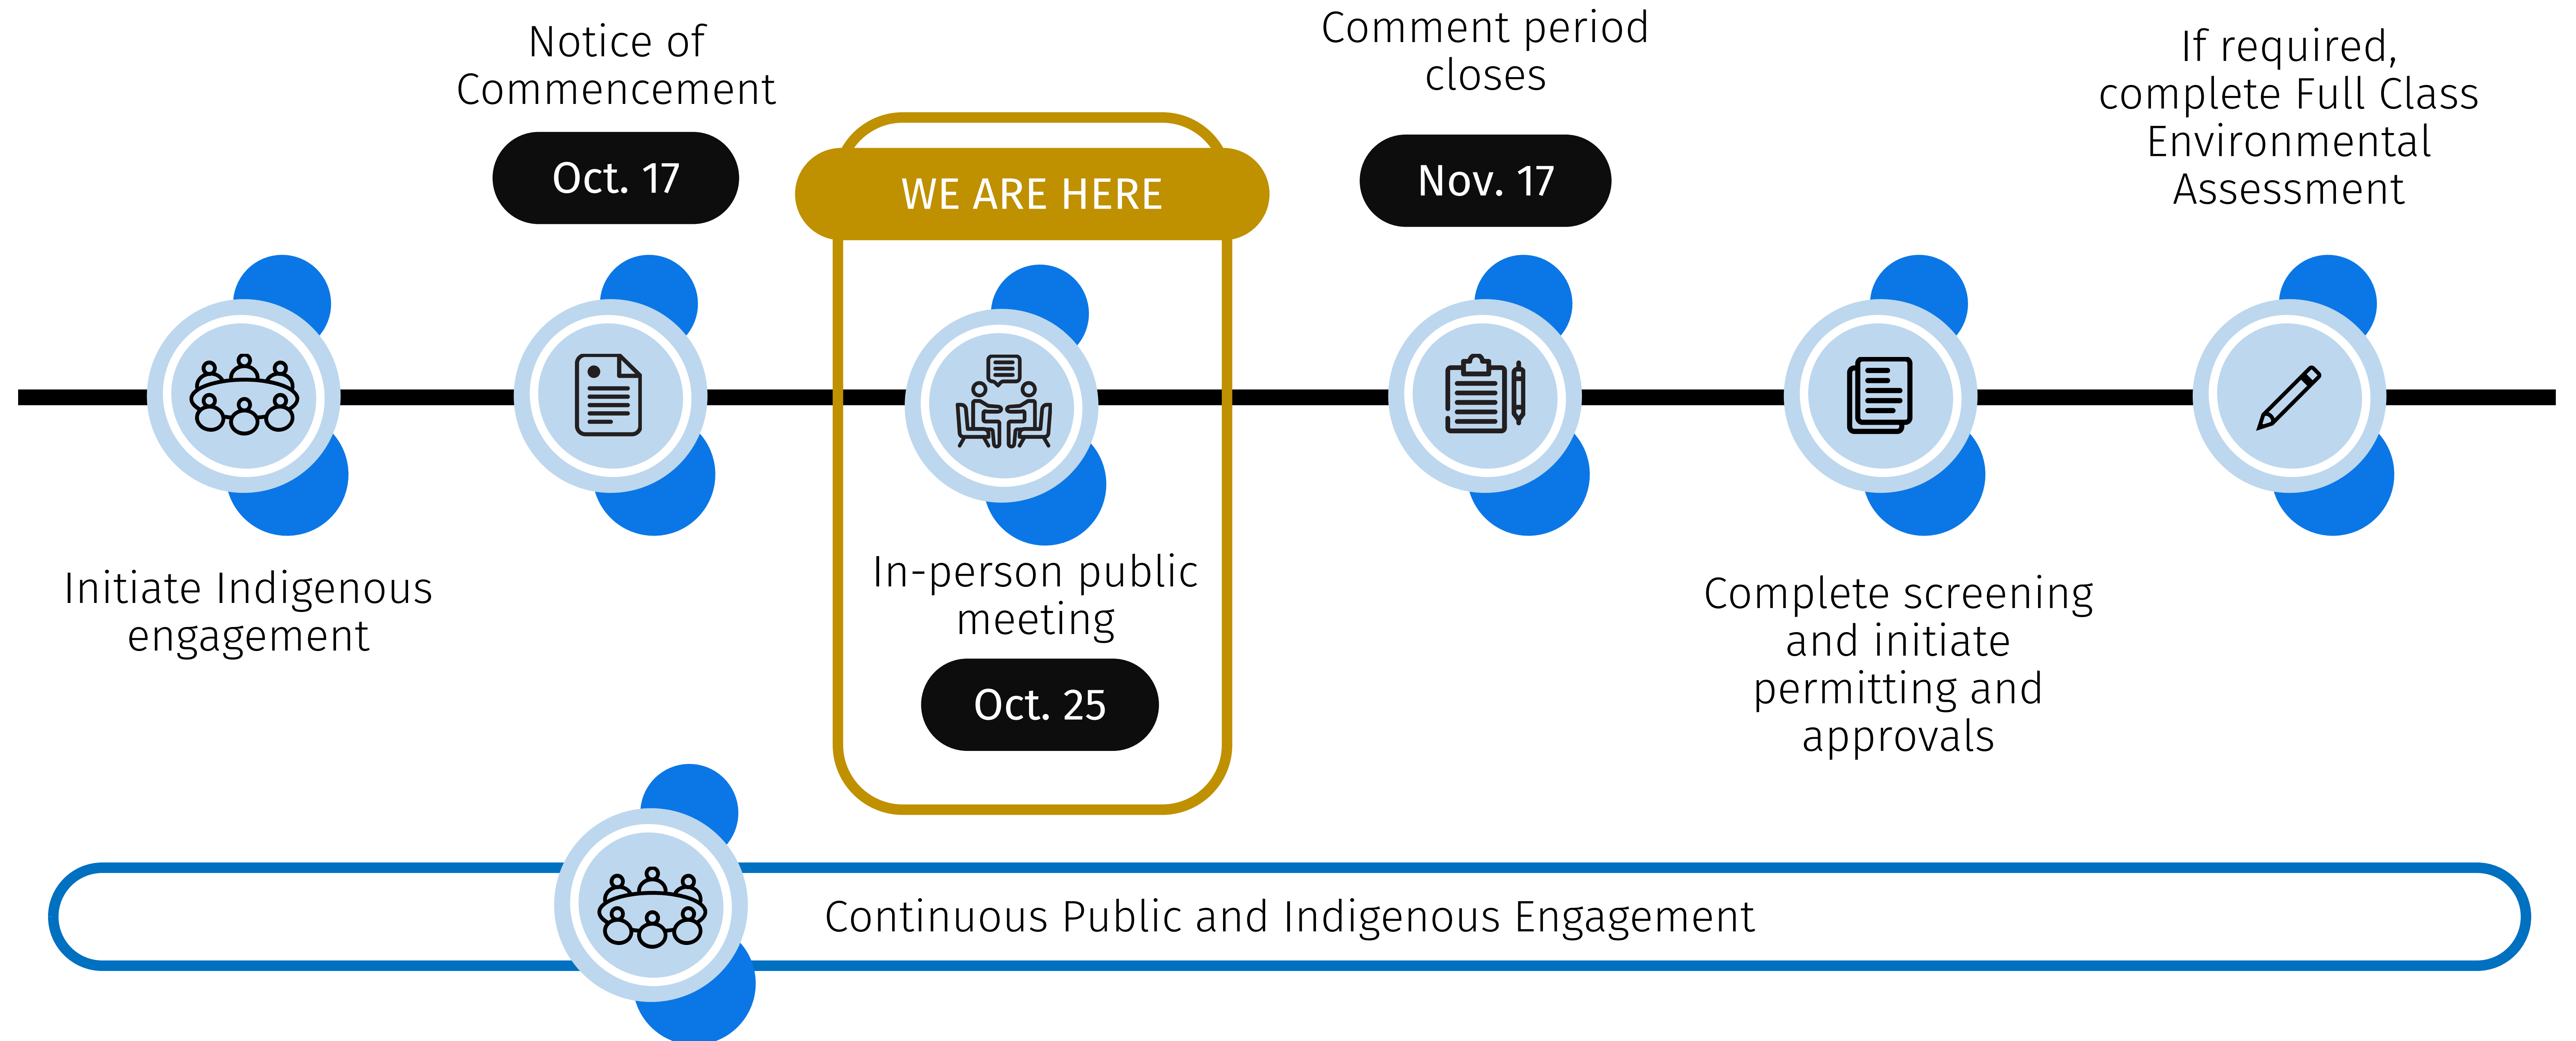 Initiate Indigenous
engagement
Notice of
Commencement
Oct. 17
WE ARE HERE
In-person public
meeting
Oct. 25
Comment period
closes
Nov. 17
Complete screening
and initiate
permitting and
approvals
If required,
complete Full Class
Environmental
Assessment
Continuous Public and Indigenous Engagement